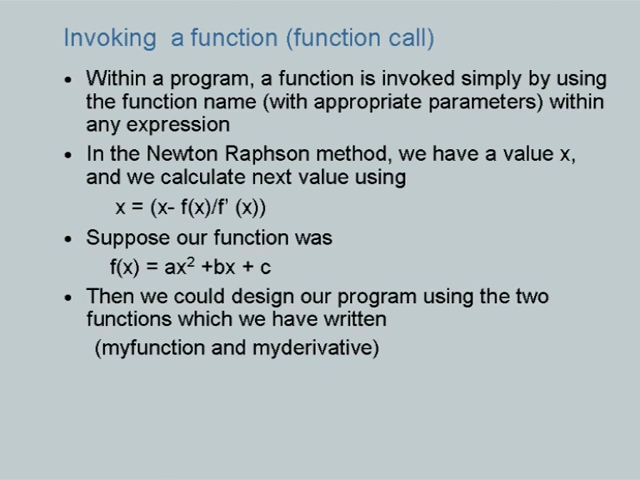 Invoking a function (function call)
• Within a program, a function is invoked simply by using
the function name (with appropriate parameters) within
any expression
• In the Newton Raphson method, we have a value x,
and we calculate next value using
x = (x- f(x)/f' (x))
• Suppose our function was
f(x) = ax² +bx + c
• Then we could design our program using the two
functions which we have written
(myfunction and myderivative)